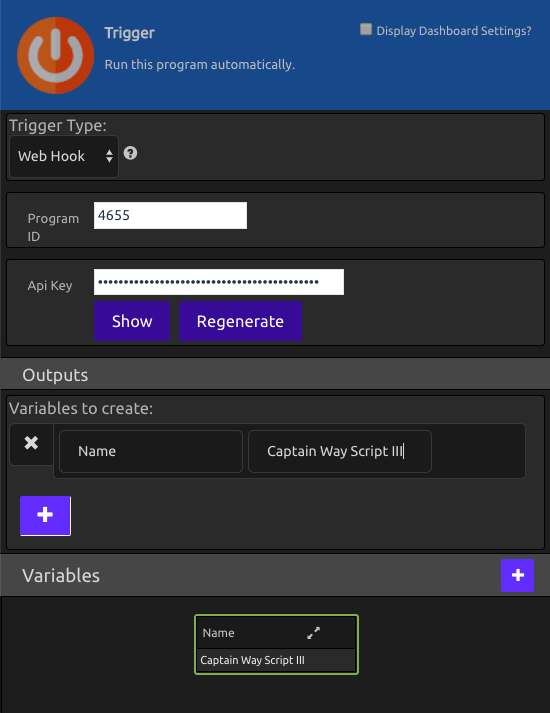 Trigger
Display Dashboard Settings?
Run this program automatically.
Trigger Type:
Web Hook
?
Program
ID
4655
Api Key
••••••••••••••••••••••••••••••••••••••••••
Show
Regenerate
Outputs
Variables to create:
Name
Captain Way Script III
Variables
Name
Captain Way Script III